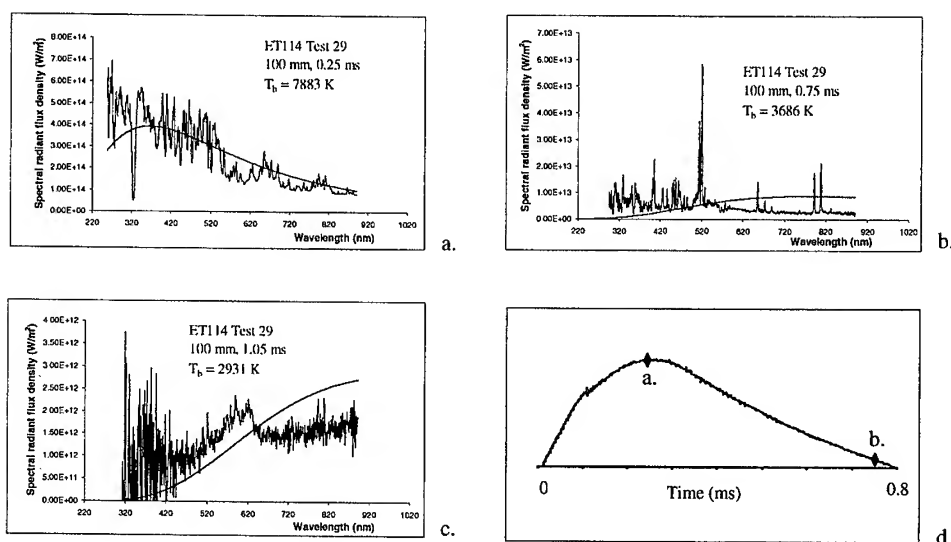 9.00E+14
8.00E+14
7.00E+14
6.00E+14
5.00E+14
4.00E+14
3.00E+14
2.00E+14
1.00E+14
0.00E+00
Spectral radiant flux density (W/m³)
ET114 Test 29
100 mm, 0.25 ms
T_b = 7883 K
220 320 420 520 620 720 820 920 1020
Wavelength (nm)
a.
7.00E+13
6.00E+13
5.00E+13
4.00E+13
3.00E+13
2.00E+13
1.00E+13
0.00E+00
Spectral radiant flux density (W/m³)
ET114 Test 29
100 mm, 0.75 ms
T_b = 3686 K
220 320 420 520 620 720 820 920 1020
Wavelength (nm)
b.
4.00E+12
3.50E+12
3.00E+12
2.50E+12
2.00E+12
1.50E+12
1.00E+12
5.00E+11
0.00E+00
Spectral radiant flux density (W/m³)
ET114 Test 29
100 mm, 1.05 ms
T_b = 2931 K
220 320 420 520 620 720 820 920 1020
Wavelength (nm)
c.
a.
b.
0 Time (ms) 0.8
d.